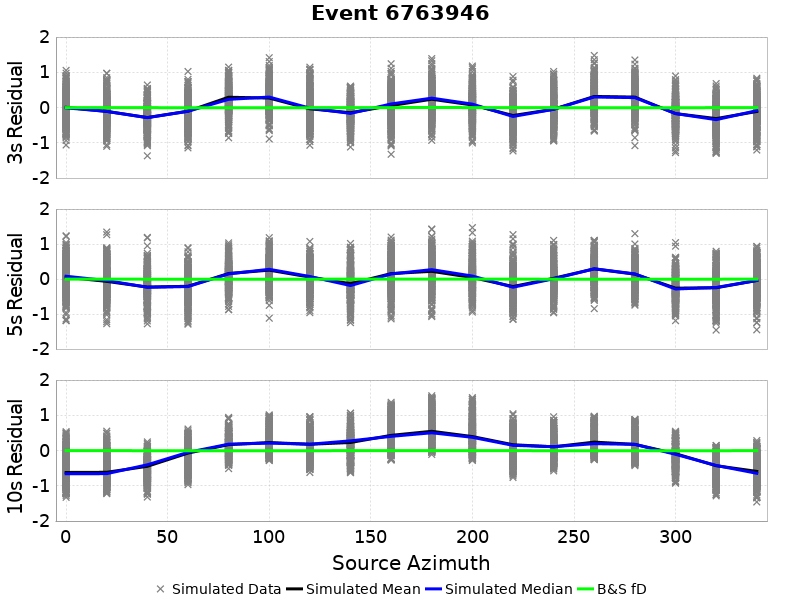 Event 6763946
3s Residual
2
1
0
-1
-2
5s Residual
2
1
0
-1
-2
10s Residual
2
1
0
-1
-2
0 50 100 150 200 250 300
Source Azimuth
Simulated Data Simulated Mean Simulated Median B&S fD